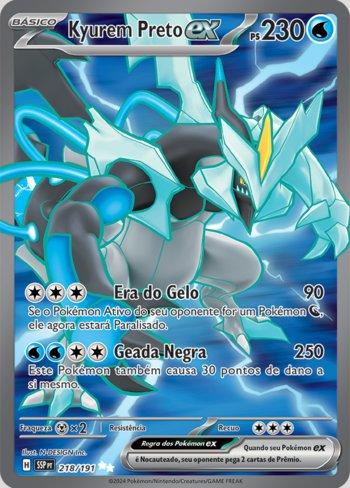 BÁSICO
Kyurem Preto ex PS 230
Era do Gelo 90
Se o Pokémon Ativo do seu oponente for um Pokémon
ele agora estará Paralisado.
Geada Negra 250
Este Pokémon também causa 30 pontos de dano a
si mesmo.
Fraqueza ×2 Resistência Recuo
Illust. N-DESIGN Inc.
H SSP PT 218/191
Regra dos Pokémon ex Quando seu Pokémon ex
é Nocauteado, seu oponente pega 2 cartas de Prêmio.
©2024 Pokémon/Nintendo/Creatures/GAME FREAK